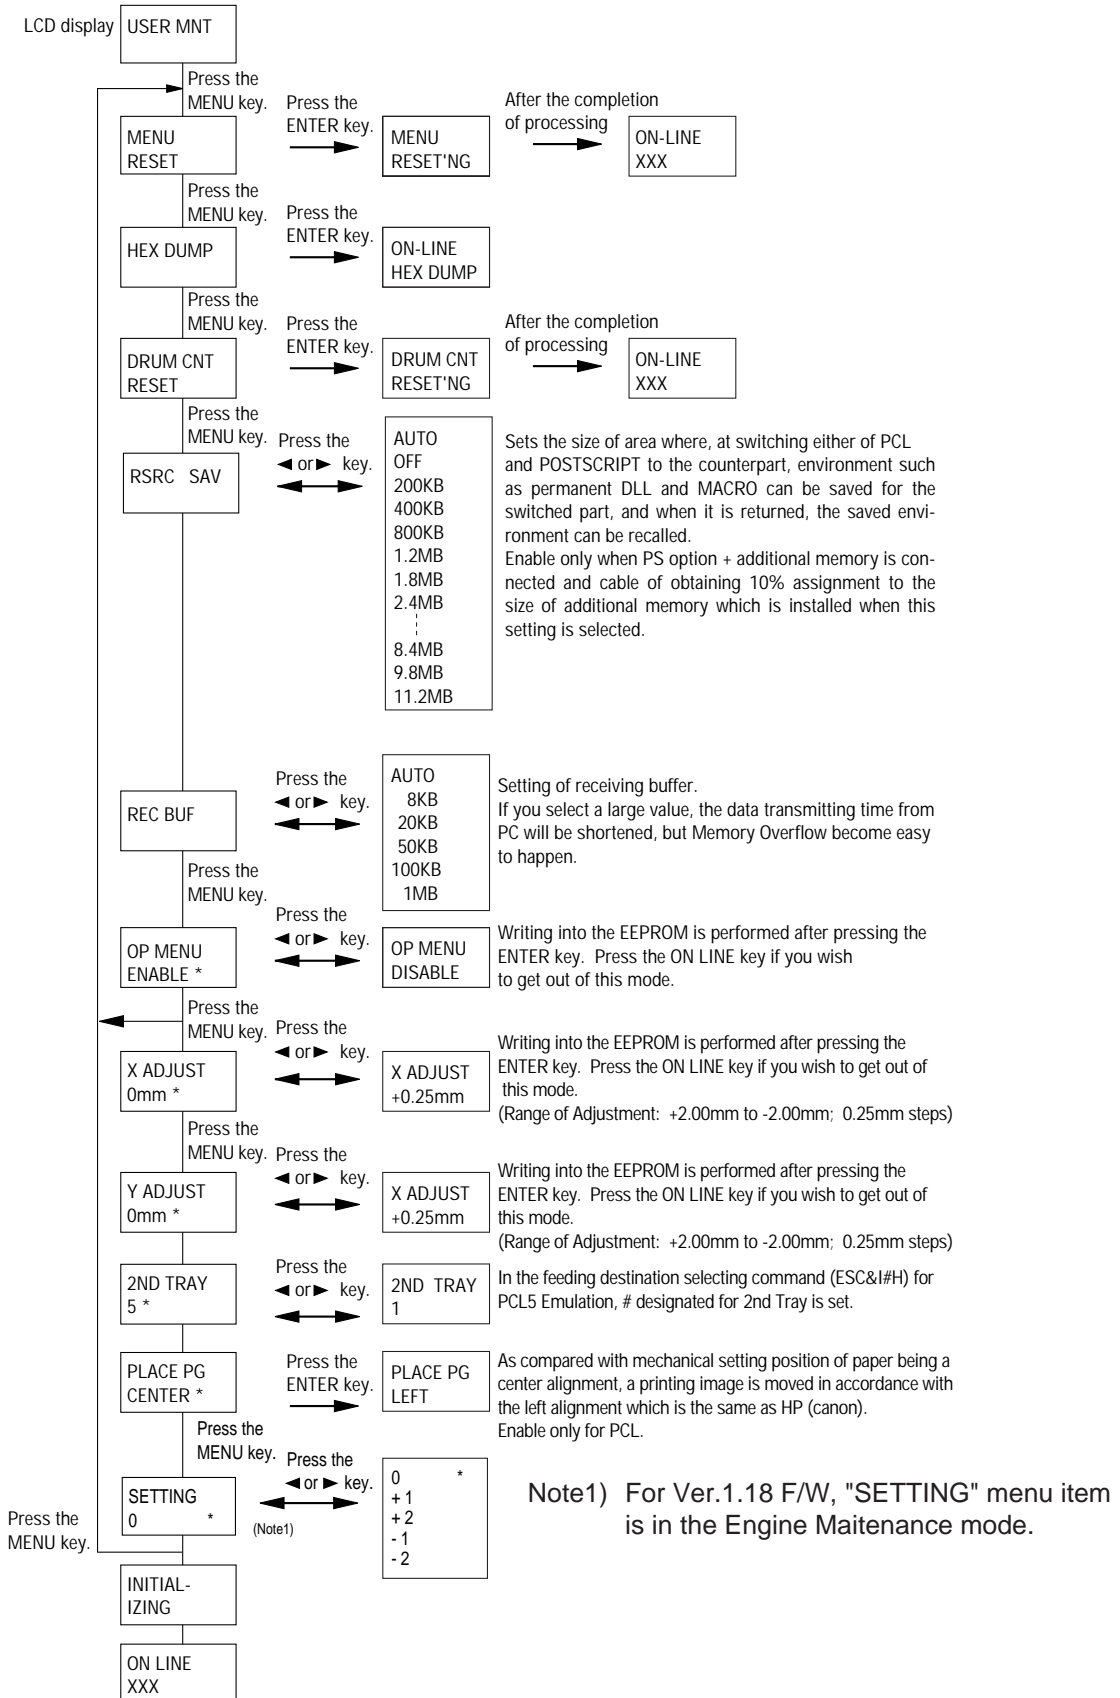 LCD display
USER MNT
Press the
MENU key.
MENU
RESET
Press the
ENTER key.
MENU
RESET'NG
After the completion
of processing
ON-LINE
XXX
Press the
MENU key.
HEX DUMP
Press the
ENTER key.
ON-LINE
HEX DUMP
Press the
MENU key.
DRUM CNT
RESET
Press the
ENTER key.
DRUM CNT
RESET'NG
After the completion
of processing
ON-LINE
XXX
Press the
MENU key.
RSRC SAV
Press the
◄ or► key.
AUTO
OFF
200KB
400KB
800KB
1.2MB
1.8MB
2.4MB
8.4MB
9.8MB
11.2MB
Sets the size of area where, at switching either of PCL
and POSTSCRIPT to the counterpart, environment such
as permanent DLL and MACRO can be saved for the
switched part, and when it is returned, the saved envi-
ronment can be recalled.
Enable only when PS option + additional memory is con-
nected and cable of obtaining 10% assignment to the
size of additional memory which is installed when this
setting is selected.
REC BUF
Press the
◄ or► key.
AUTO
8KB
20KB
50KB
100KB
1MB
Setting of receiving buffer.
If you select a large value, the data transmitting time from
PC will be shortened, but Memory Overflow become easy
to happen.
Press the
MENU key.
OP MENU
ENABLE *
Press the
◄ or► key.
OP MENU
DISABLE
Writing into the EEPROM is performed after pressing the
ENTER key. Press the ON LINE key if you wish
to get out of this mode.
Press the
MENU key.
X ADJUST
0mm *
Press the
◄ or► key.
X ADJUST
+0.25mm
Writing into the EEPROM is performed after pressing the
ENTER key. Press the ON LINE key if you wish to get out of
this mode.
(Range of Adjustment: +2.00mm to -2.00mm; 0.25mm steps)
Press the
MENU key.
Y ADJUST
0mm *
Press the
◄ or► key.
X ADJUST
+0.25mm
Writing into the EEPROM is performed after pressing the
ENTER key. Press the ON LINE key if you wish to get out of
this mode.
(Range of Adjustment: +2.00mm to -2.00mm; 0.25mm steps)
2ND TRAY
5 *
Press the
◄ or► key.
2ND TRAY
1
In the feeding destination selecting command (ESC&I#H) for
PCL5 Emulation, # designated for 2nd Tray is set.
PLACE PG
CENTER *
Press the
ENTER key.
PLACE PG
LEFT
As compared with mechanical setting position of paper being a
center alignment, a printing image is moved in accordance with
the left alignment which is the same as HP (canon).
Enable only for PCL.
Press the
MENU key.
SETTING
0 *
Press the
◄ or ► key.
(Note1)
0 *
+ 1
+ 2
- 1
- 2
Note1) For Ver.1.18 F/W, "SETTING" menu item
is in the Engine Maitenance mode.
Press the
MENU key.
INITIAL-
IZING
ON LINE
XXX